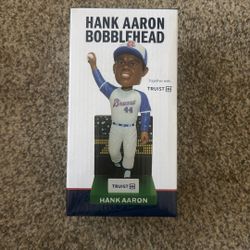 HANK AARON
BOBBLEHEAD
together with
TRUIST
Braves
44
TRUIST
HANK AARON